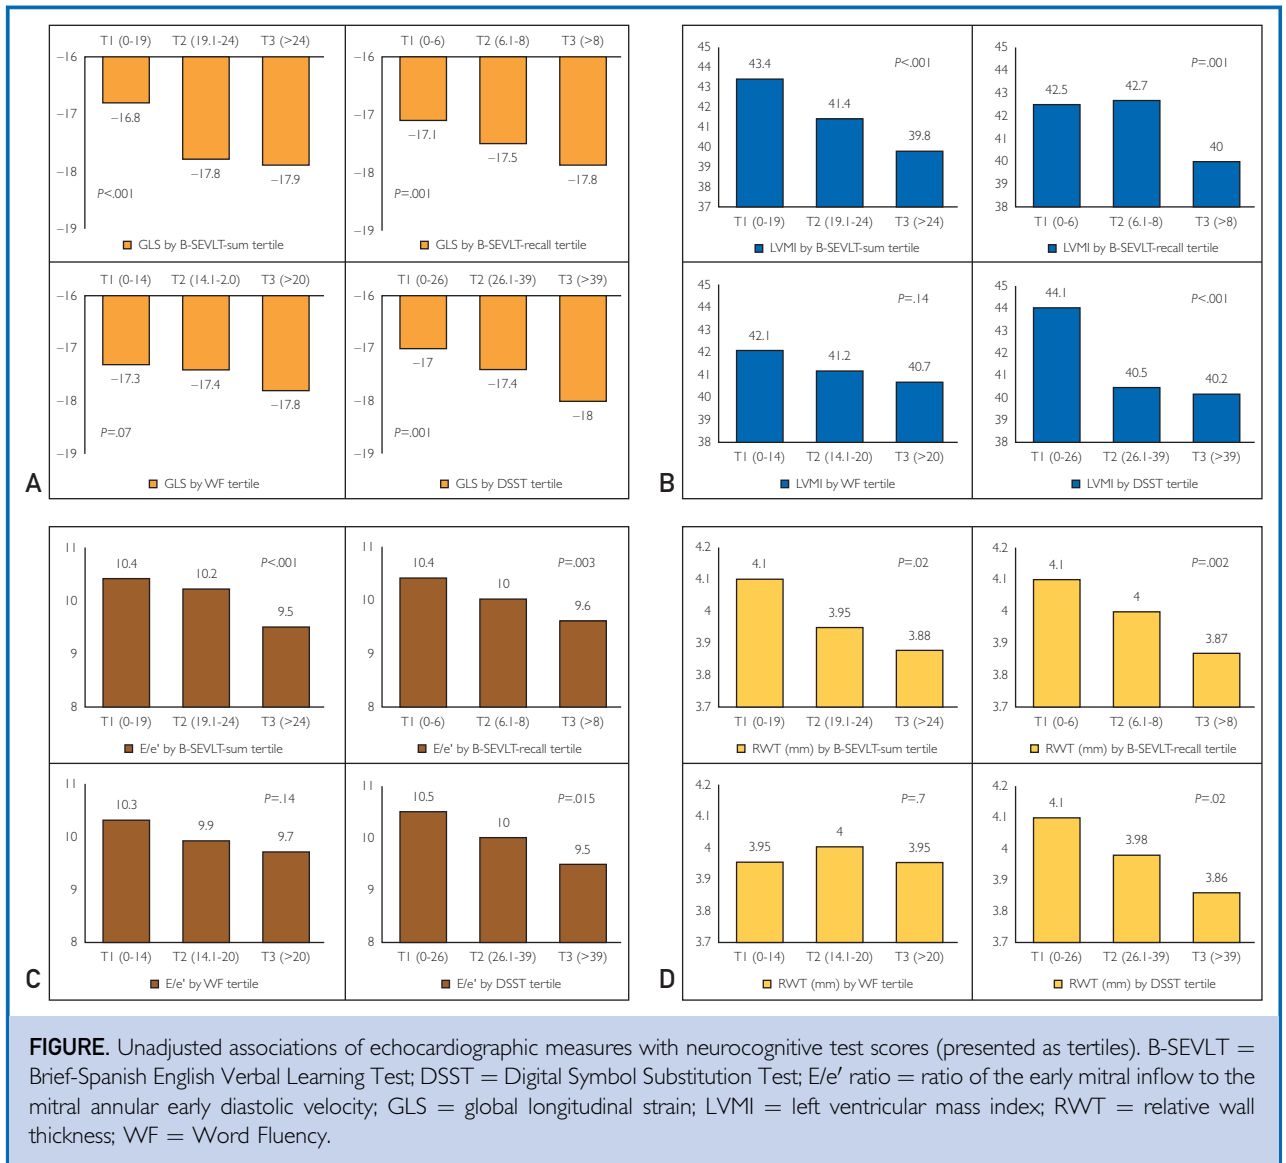 T1 (0-19) T2 (19.1-24) T3 (>24)
–16
–17
–18
–19
–16.8
–17.8
–17.9
P<.001
GLS by B-SEVLT-sum tertile
T1 (0-6) T2 (6.1-8) T3 (>8)
–16
–17
–18
–19
–17.1
–17.5
–17.8
P=.001
GLS by B-SEVLT-recall tertile
T1 (0-14) T2 (14.1-2.0) T3 (>20)
–16
–17
–18
–19
–17.3
–17.4
–17.8
P=.07
GLS by WF tertile
T1 (0-26) T2 (26.1-39) T3 (>39)
–16
–17
–18
–19
–17
–17.4
–18
P=.001
GLS by DSST tertile
A
45
44
43
42
41
40
39
38
37
43.4
41.4
39.8
P<.001
T1 (0-19) T2 (19.1-24) T3 (>24)
LVMI by B-SEVLT-sum tertile
45
44
43
42
41
40
39
38
42.5
42.7
40
P=.001
T1 (0-6) T2 (6.1-8) T3 (>8)
LVMI by B-SEVLT-recall tertile
45
44
43
42
41
40
39
38
42.1
41.2
40.7
P=.14
T1 (0-14) T2 (14.1-20) T3 (>20)
LVMI by WF tertile
45
44
43
42
41
40
39
38
44.1
40.5
40.2
P<.001
T1 (0-26) T2 (26.1-39) T3 (>39)
LVMI by DSST tertile
B
11
10
9
8
10.4
10.2
9.5
P<.001
T1 (0-19) T2 (19.1-24) T3 (>24)
E/e' by B-SEVLT-sum tertile
11
10
9
8
10.4
10
9.6
P=.003
T1 (0-6) T2 (6.1-8) T3 (>8)
E/e' by B-SEVLT-recall tertile
11
10
9
8
10.3
9.9
9.7
P=.14
T1 (0-14) T2 (14.1-20) T3 (>20)
E/e' by WF tertile
11
10
9
8
10.5
10
9.5
P=.015
T1 (0-26) T2 (26.1-39) T3 (>39)
E/e' by DSST tertile
C
4.2
4.1
4
3.9
3.8
3.7
4.1
3.95
3.88
P=.02
T1 (0-19) T2 (19.1-24) T3 (>24)
RWT (mm) by B-SEVLT-sum tertile
4.2
4.1
4
3.9
3.8
3.7
4.1
4
3.87
P=.002
T1 (0-6) T2 (6.1-8) T3 (>8)
RWT (mm) by B-SEVLT-recall tertile
4.2
4.1
4
3.9
3.8
3.7
3.95
4
3.95
P=.7
T1 (0-14) T2 (14.1-20) T3 (>20)
RWT (mm) by WF tertile
4.2
4.1
4
3.9
3.8
3.7
4.1
3.98
3.86
P=.02
T1 (0-26) T2 (26.1-39) T3 (>39)
RWT (mm) by DSST tertile
D
FIGURE. Unadjusted associations of echocardiographic measures with neurocognitive test scores (presented as tertiles). B-SEVLT =
Brief-Spanish English Verbal Learning Test; DSST = Digital Symbol Substitution Test; E/e′ ratio = ratio of the early mitral inflow to the
mitral annular early diastolic velocity; GLS = global longitudinal strain; LVMI = left ventricular mass index; RWT = relative wall
thickness; WF = Word Fluency.